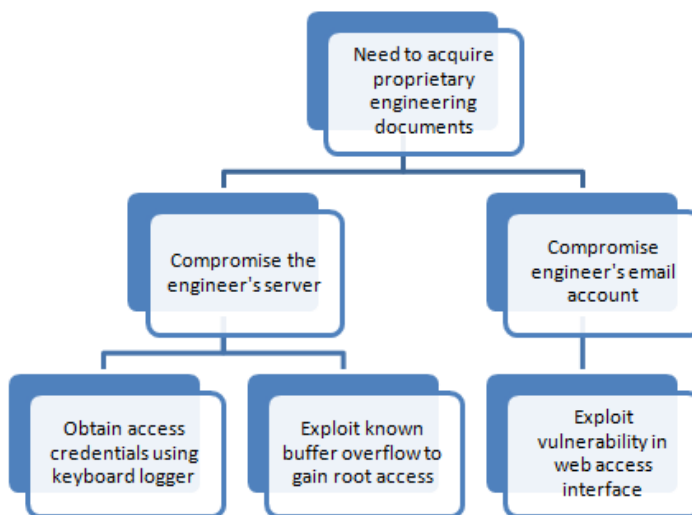 Need to acquire
proprietary
engineering
documents
Compromise the
engineer's server
Compromise
engineer's email
account
Obtain access
credentials using
keyboard logger
Exploit known
buffer overflow to
gain root access
Exploit
vulnerability in
web access
interface